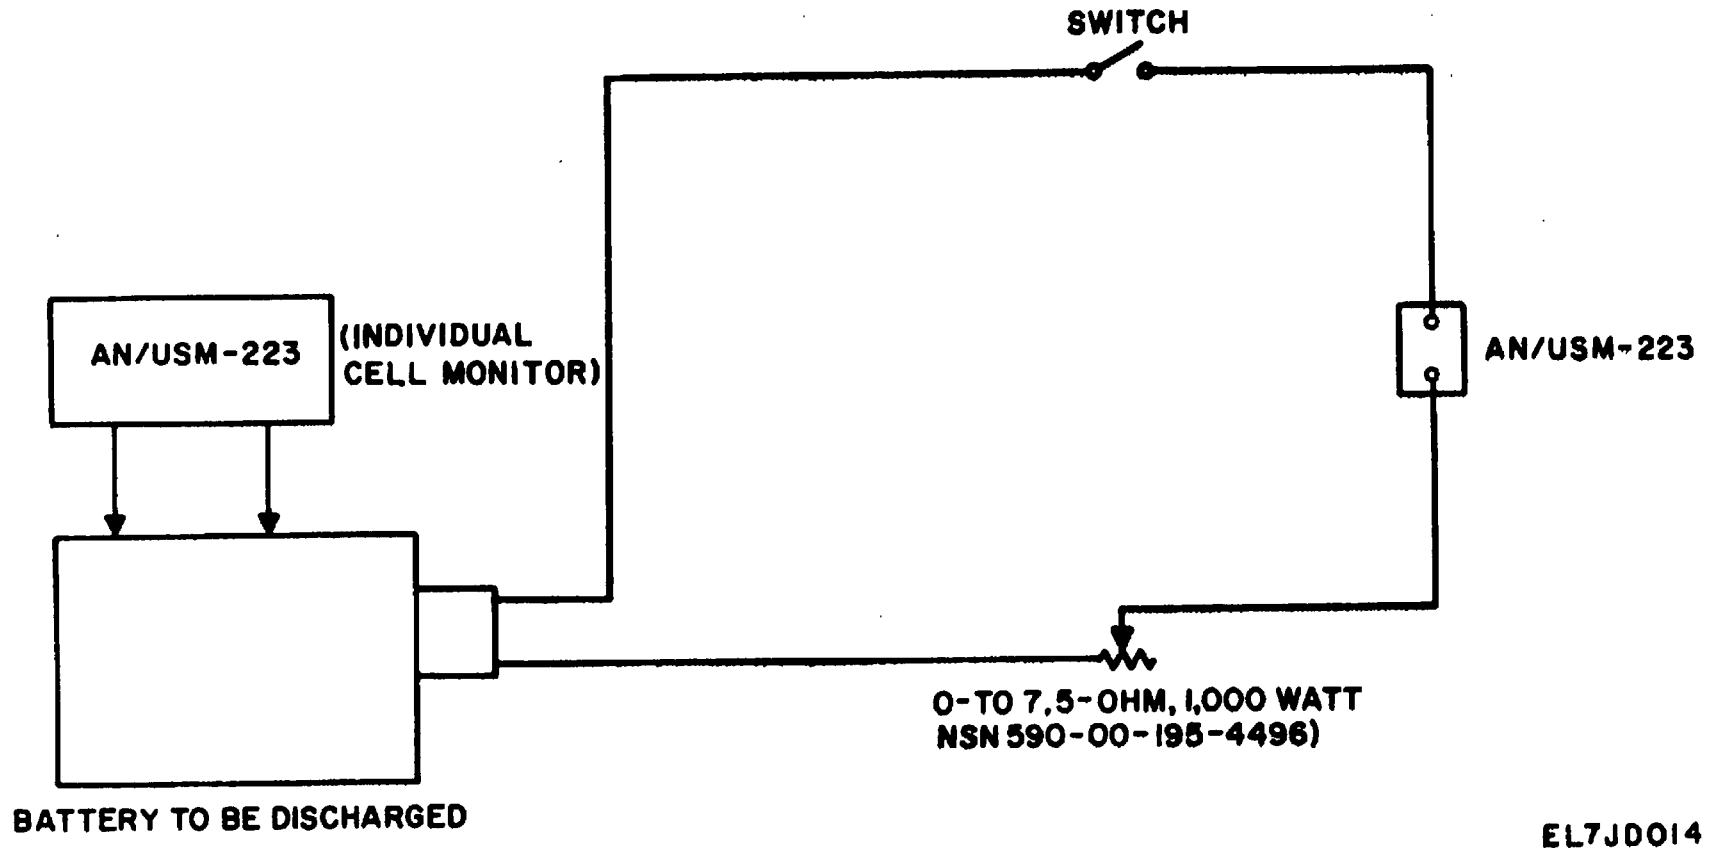 SWITCH
AN/USM-223
(INDIVIDUAL
CELL MONITOR)
AN/USM-223
0-TO 7.5-OHM, 1,000 WATT
NSN 590-00-195-4496)
BATTERY TO BE DISCHARGED
EL7JD014